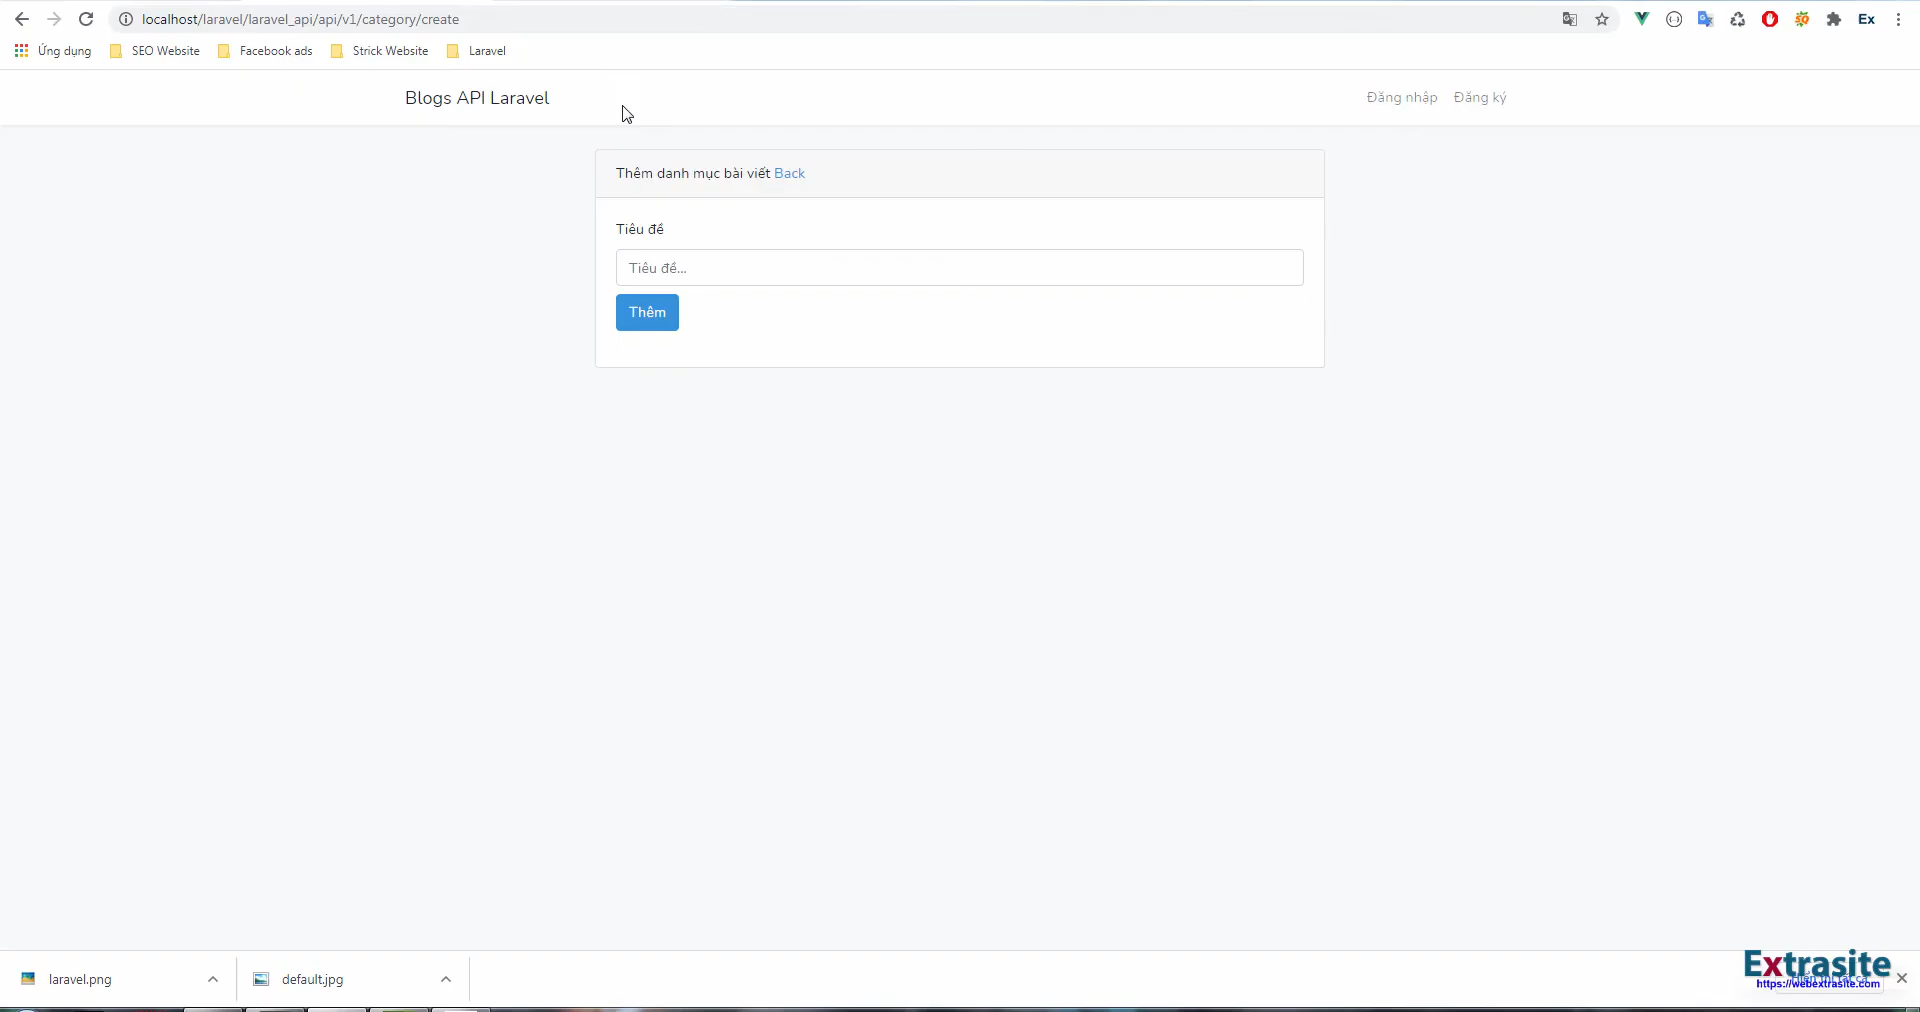 localhost/laravel/laravel_api/api/v1/category/create
Ex
Ứng dụng SEO Website Facebook ads Strick Website Laravel
Blogs API Laravel
Đăng nhập Đăng ký
Thêm danh mục bài viết Back
Tiêu đề
Tiêu đề...
Thêm
laravel.png
default.jpg
Extrasite
https://webextrasite.com